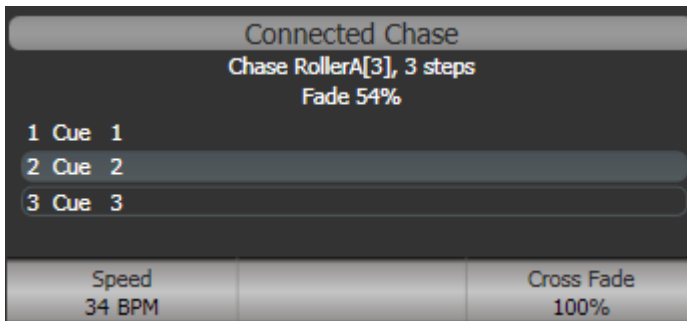 Connected Chase
Chase RollerA[3], 3 steps
Fade 54%
1 Cue 1
2 Cue 2
3 Cue 3
Speed
34 BPM
Cross Fade
100%